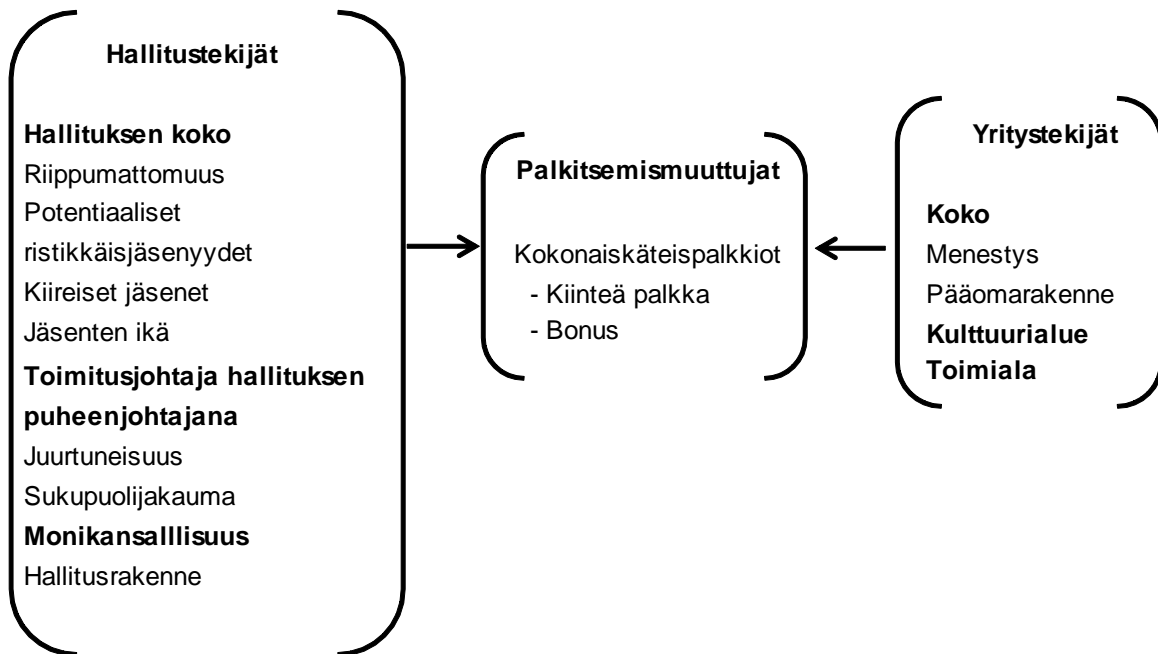 Hallitustekijät
Hallituksen koko
Riippumattomuus
Potentiaaliset
ristikkäisjäsenyydet
Kiireiset jäsenet
Jäsenten ikä
Toimitusjohtaja hallituksen
puheenjohtajana
Juurtuneisuus
Sukupuolijakauma
Monikansalllisuus
Hallitusrakenne
Palkitsemismuuttujat
Kokonaiskäteispalkkiot
- Kiinteä palkka
- Bonus
Yritystekijät
Koko
Menestys
Pääomarakenne
Kulttuurialue
Toimiala